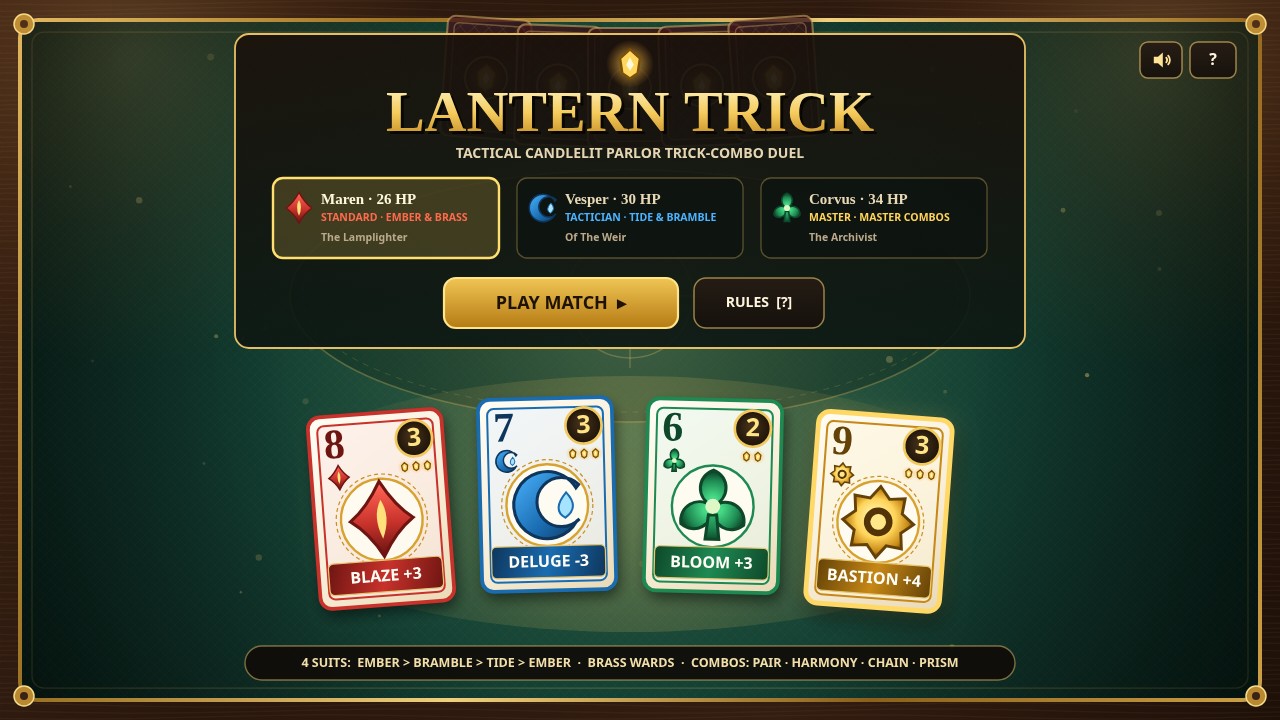 ?
LANTERN TRICK
TACTICAL CANDLELIT PARLOR TRICK-COMBO DUEL
Maren · 26 HP
STANDARD · EMBER & BRASS
The Lamplighter
Vesper · 30 HP
TACTICIAN · TIDE & BRAMBLE
Of The Weir
Corvus · 34 HP
MASTER · MASTER COMBOS
The Archivist
PLAY MATCH ▸
RULES [?]
8
3
BLAZE +3
7
3
DELUGE -3
6
2
BLOOM +3
9
3
BASTION +4
4 SUITS: EMBER > BRAMBLE > TIDE > EMBER · BRASS WARDS · COMBOS: PAIR · HARMONY · CHAIN · PRISM